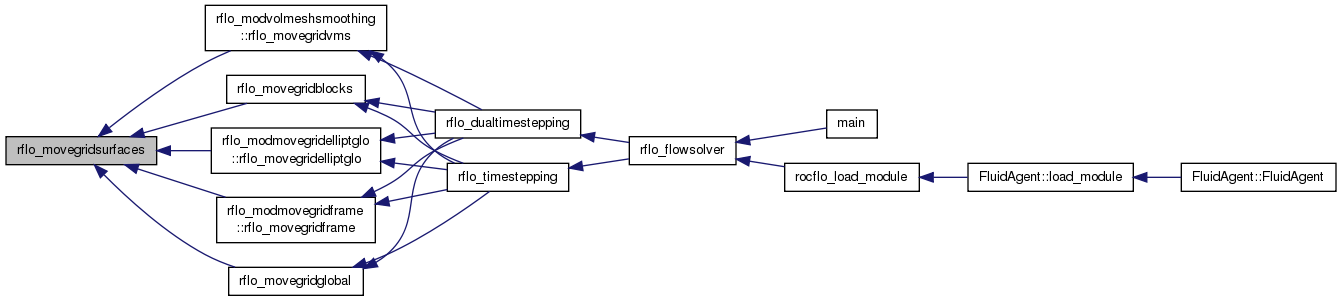 rflo_movegridsurfaces
rflo_modvolmeshsmoothing
::rflo_movegridvms
rflo_movegridblocks
rflo_modmovegridelliptglo
::rflo_movegridelliptglo
rflo_modmovegridframe
::rflo_movegridframe
rflo_movegridglobal
rflo_dualtimestepping
rflo_timestepping
rflo_flowsolver
main
rocflo_load_module
FluidAgent::load_module
FluidAgent::FluidAgent